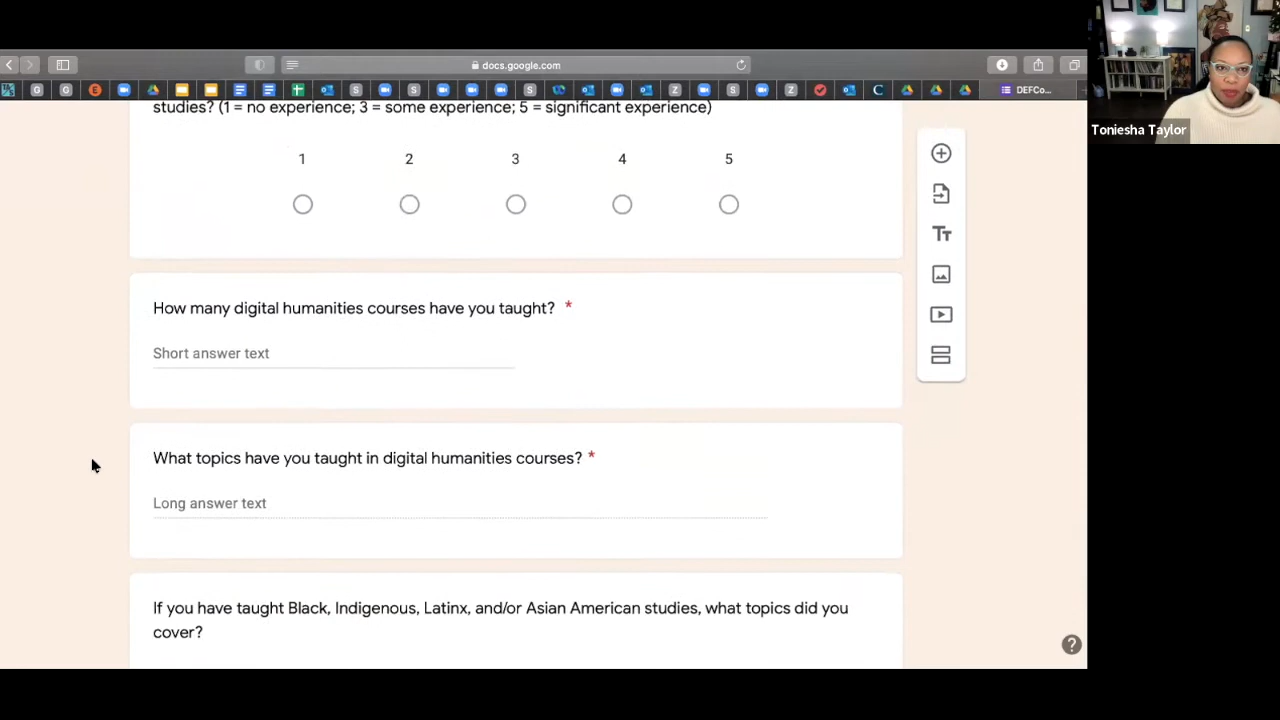 docs.google.com
DEFCo...
Toniesha Taylor
studies? (1 = no experience; 3 = some experience; 5 = significant experience)
1 2 3 4 5
How many digital humanities courses have you taught? *
Short answer text
What topics have you taught in digital humanities courses? *
Long answer text
If you have taught Black, Indigenous, Latinx, and/or Asian American studies, what topics did you
cover?